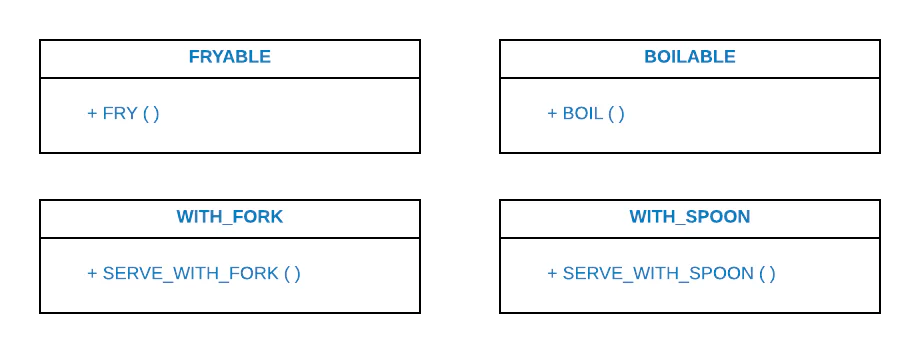 FRYABLE
+ FRY ( )
BOILABLE
+ BOIL ( )
WITH_FORK
+ SERVE_WITH_FORK ( )
WITH_SPOON
+ SERVE_WITH_SPOON ( )